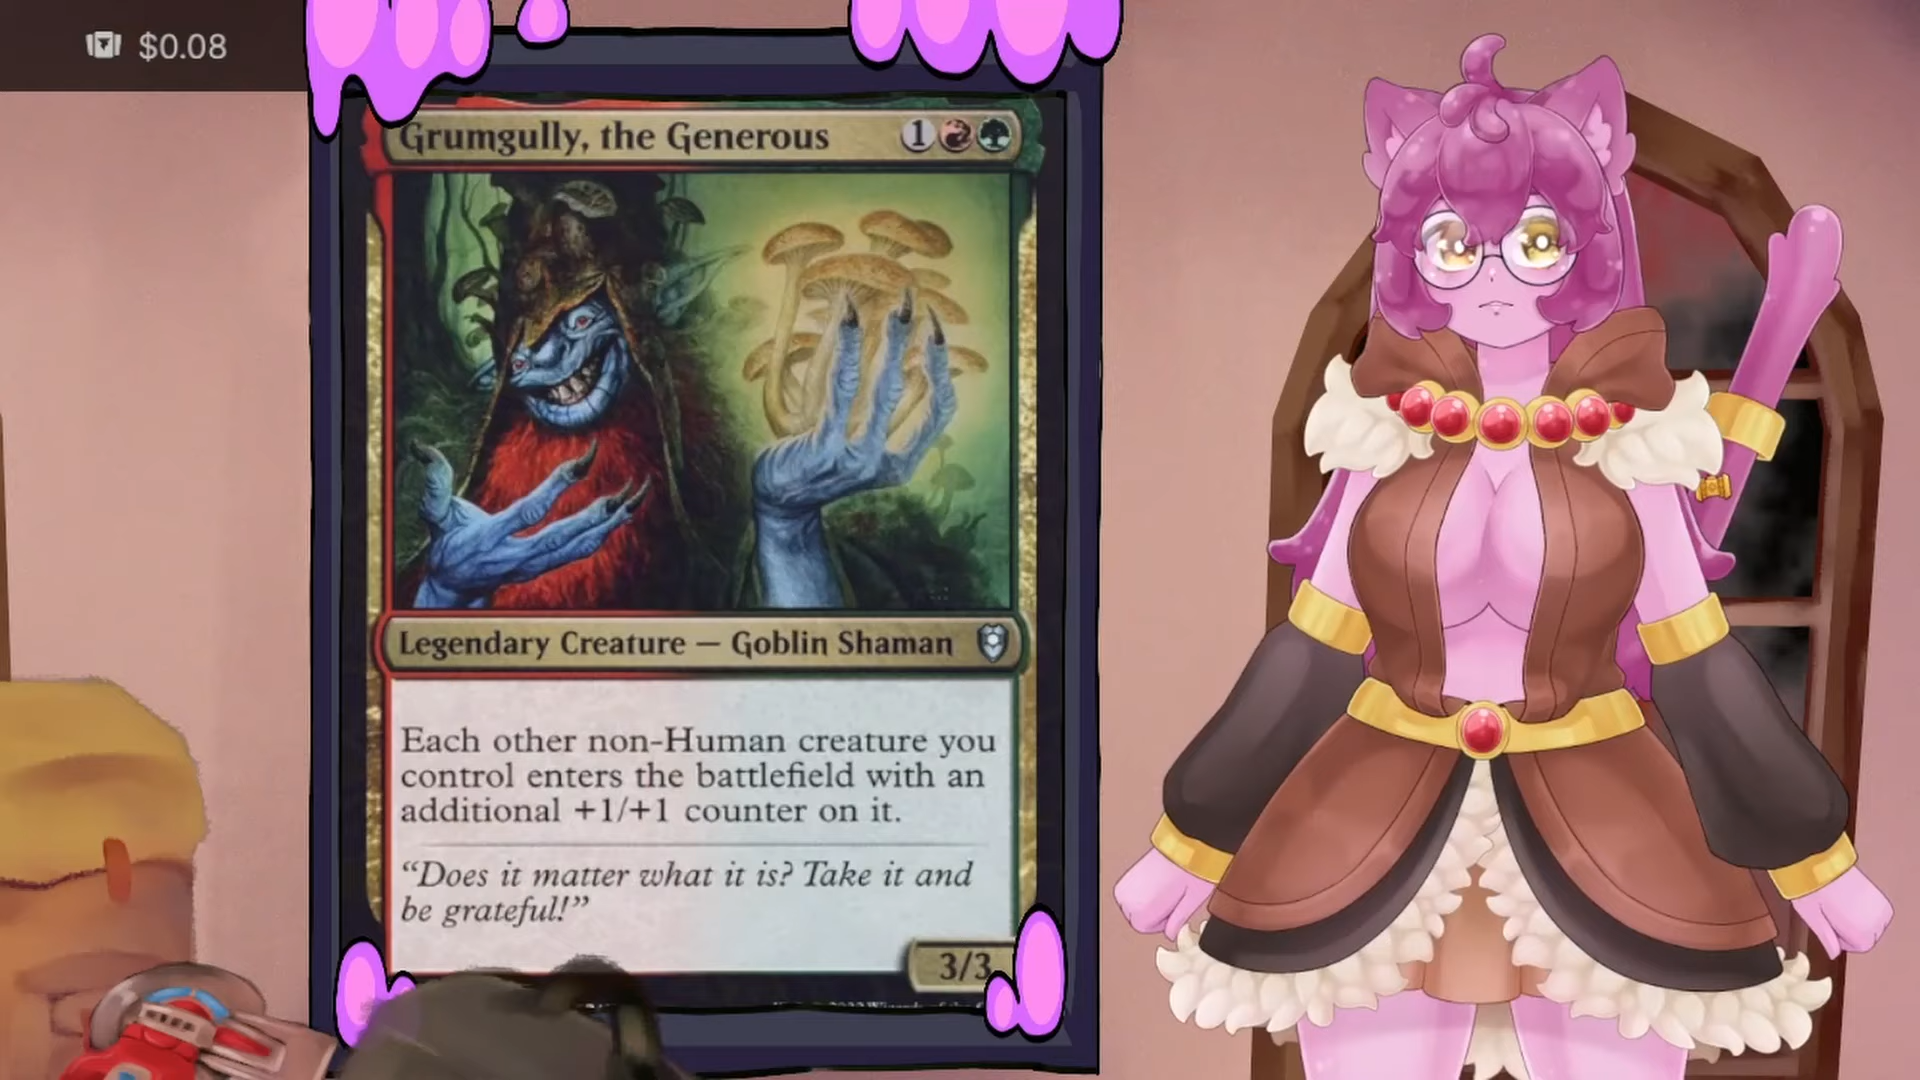 $0.08
Grumgully, the Generous 1
Legendary Creature — Goblin Shaman
Each other non-Human creature you
control enters the battlefield with an
additional +1/+1 counter on it.
“Does it matter what it is? Take it and
be grateful!”
3/3